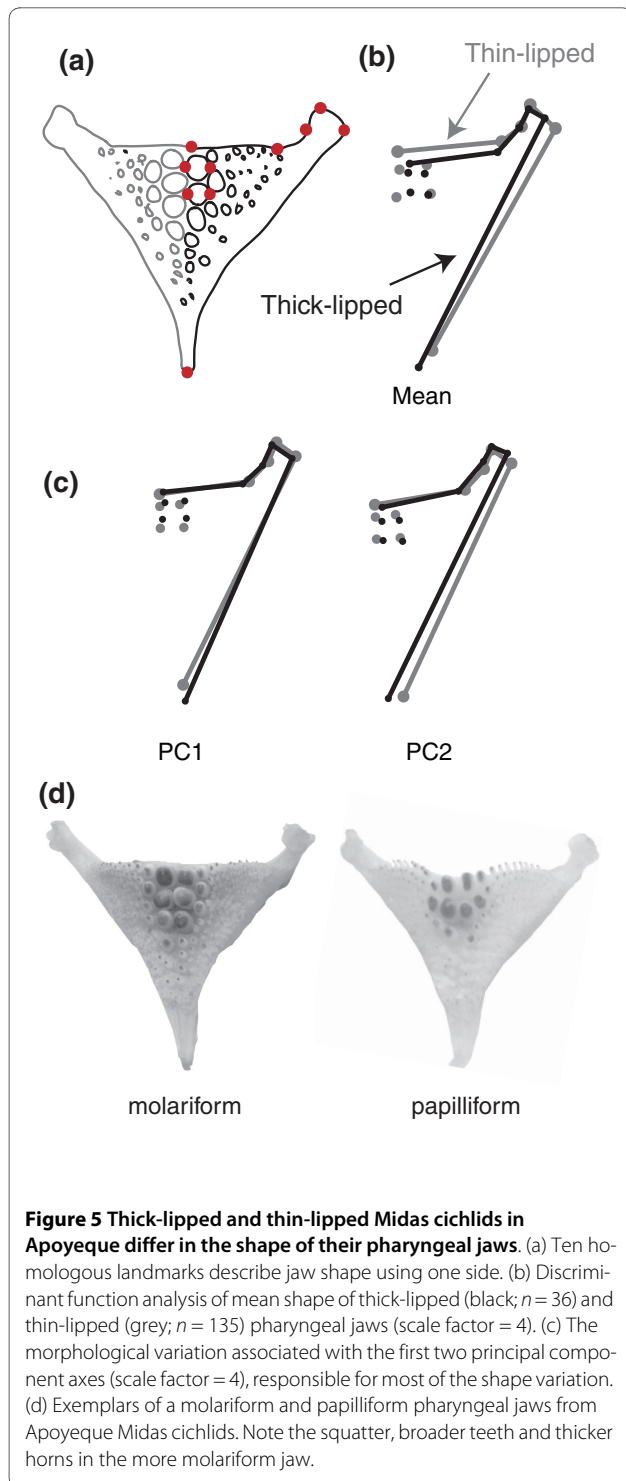 (a)
(b)
Thin-lipped
Thick-lipped
Mean
(c)
PC1
PC2
(d)
molariform
papilliform
Figure 5 Thick-lipped and thin-lipped Midas cichlids in
Apoyeque differ in the shape of their pharyngeal jaws. (a) Ten ho-
mologous landmarks describe jaw shape using one side. (b) Discrimi-
nant function analysis of mean shape of thick-lipped (black; n = 36) and
thin-lipped (grey; n = 135) pharyngeal jaws (scale factor = 4). (c) The
morphological variation associated with the first two principal compo-
nent axes (scale factor = 4), responsible for most of the shape variation.
(d) Exemplars of a molariform and papilliform pharyngeal jaws from
Apoyeque Midas cichlids. Note the squatter, broader teeth and thicker
horns in the more molariform jaw.